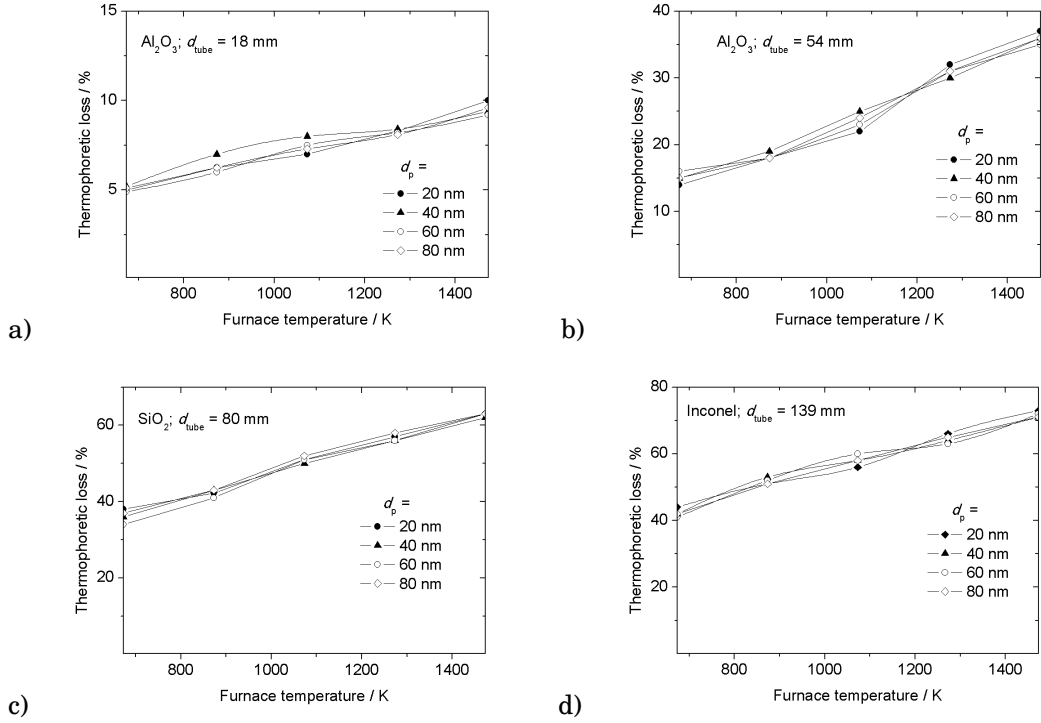 15
10
5
Thermophoretic loss / %
Al2O3; dtube = 18 mm
dp =
20 nm
40 nm
60 nm
80 nm
800 1000 1200 1400
Furnace temperature / K
a)
40
30
20
10
Thermophoretic loss / %
Al2O3; dtube = 54 mm
dp =
20 nm
40 nm
60 nm
80 nm
800 1000 1200 1400
Furnace temperature / K
b)
60
40
20
Thermophoretic loss / %
SiO2; dtube = 80 mm
dp =
20 nm
40 nm
60 nm
80 nm
800 1000 1200 1400
Furnace temperature / K
c)
80
60
40
20
Thermophoretic loss / %
Inconel; dtube = 139 mm
dp =
20 nm
40 nm
60 nm
80 nm
800 1000 1200 1400
Furnace temperature / K
d)